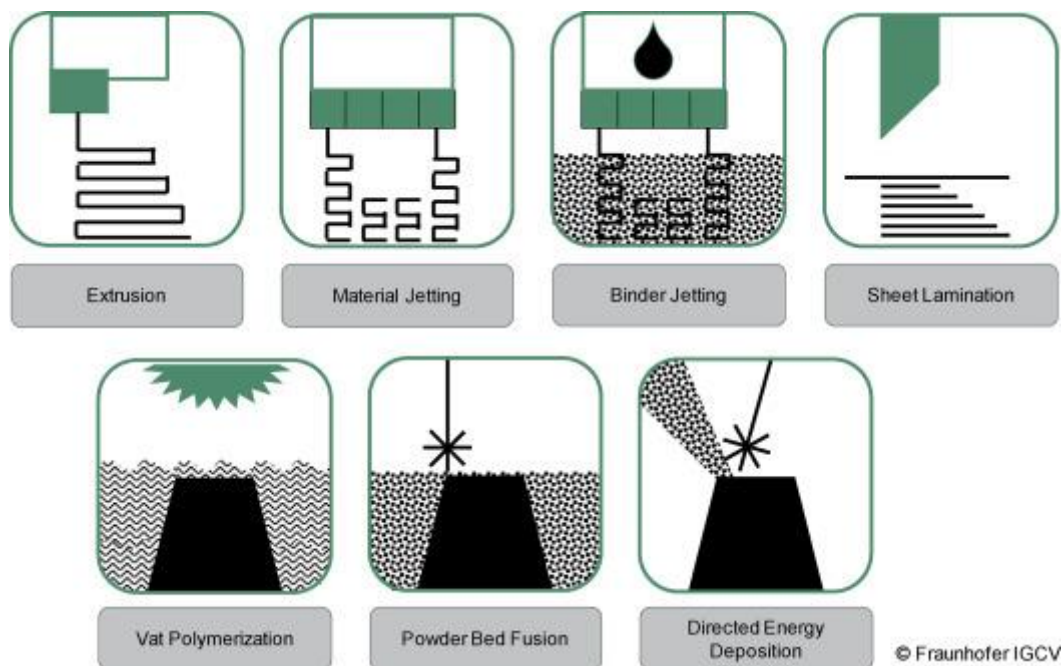 Extrusion
Material Jetting
Binder Jetting
Sheet Lamination
Vat Polymerization
Powder Bed Fusion
Directed Energy
Deposition
© Fraunhofer IGCV